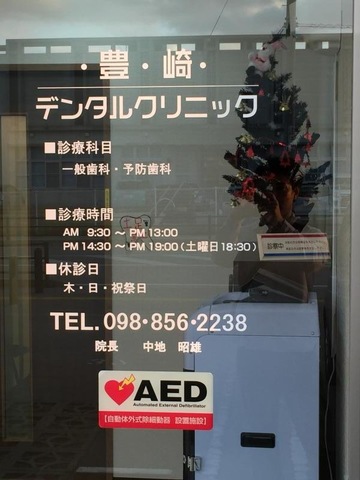 ・豊・崎・
デンタルクリニック
■診療科目
一般歯科・予防歯科
■診療時間
AM 9:30 ～ PM 13:00
PM 14:30 ～ PM 19:00(土曜日18:30)
■休診日
木・日・祝祭日
TEL.098・856・2238
院長 中地 昭雄
AED
Automated External Defibrillator
【自動体外式除細動器 設置施設】
診察中